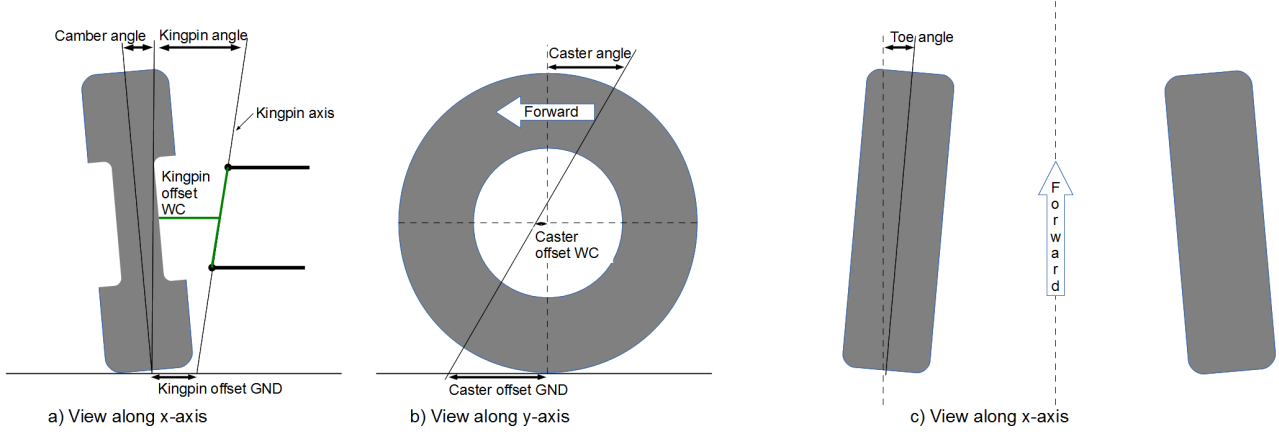 Camber angle
Kingpin angle
Kingpin axis
Kingpin
offset
WC
Kingpin offset GND
a) View along x-axis
Caster angle
Forward
Caster
offset WC
Caster offset GND
b) View along y-axis
Toe angle
Forward
c) View along x-axis